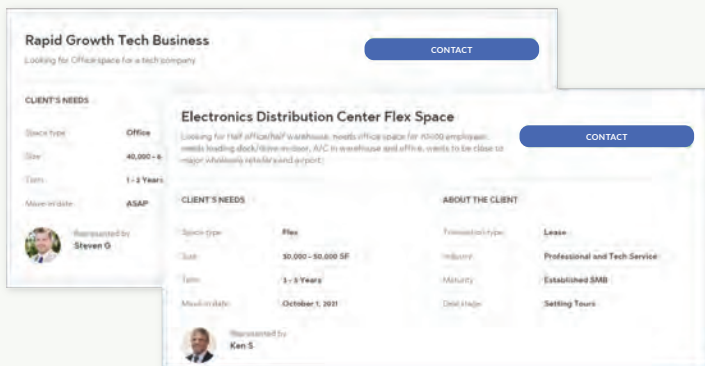 Rapid Growth Tech Business
Looking for Office space for a tech company
CONTACT
CLIENT'S NEEDS
Space type Office
Size 40,000 - 6
Term 1 - 3 Years
Move-in date ASAP
Represented by
Steven G
Electronics Distribution Center Flex Space
Looking for Half office/half warehouse, needs office space for employees,
needs loading dock/drive-in door, A/C in warehouse and office, wants to be close to
major wholesale retailers and airport.
CONTACT
CLIENT'S NEEDS
Space type Flex
Size 30,000 - 50,000 SF
Term 3 - 5 Years
Move-in date October 1, 2021
Represented by
Ken S
ABOUT THE CLIENT
Transaction type Lease
Industry Professional and Tech Service
Maturity Established SMB
Deal stage Setting Tours